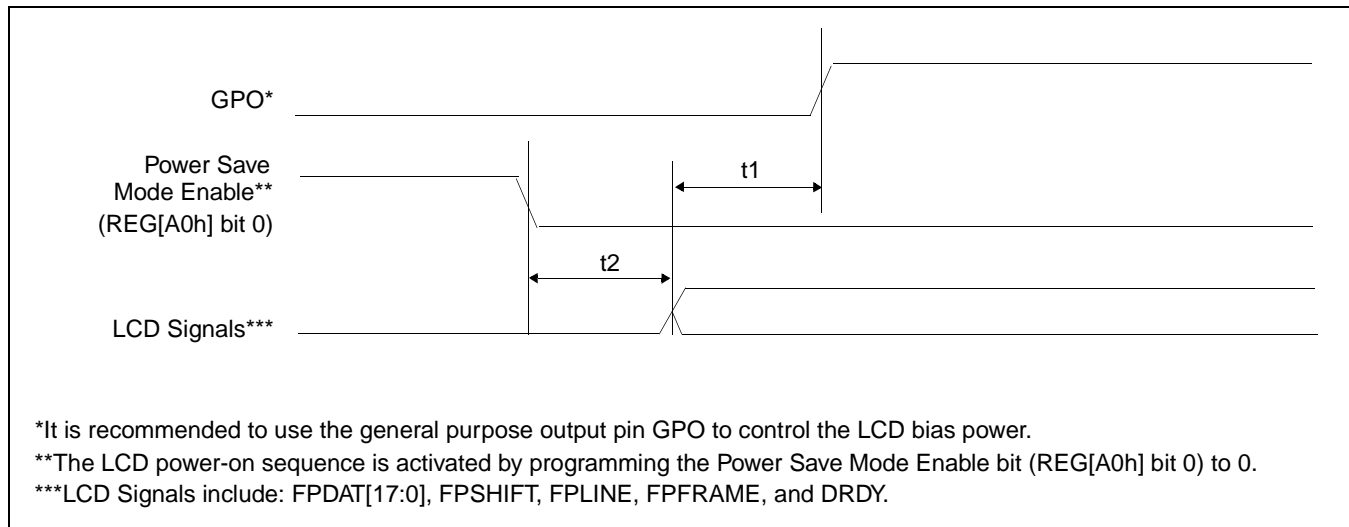 GPO*
Power Save
Mode Enable**
(REG[A0h] bit 0)
t1
t2
LCD Signals***
*It is recommended to use the general purpose output pin GPO to control the LCD bias power.
**The LCD power-on sequence is activated by programming the Power Save Mode Enable bit (REG[A0h] bit 0) to 0.
***LCD Signals include: FPDAT[17:0], FPSHIFT, FPLINE, FPFRAME, and DRDY.